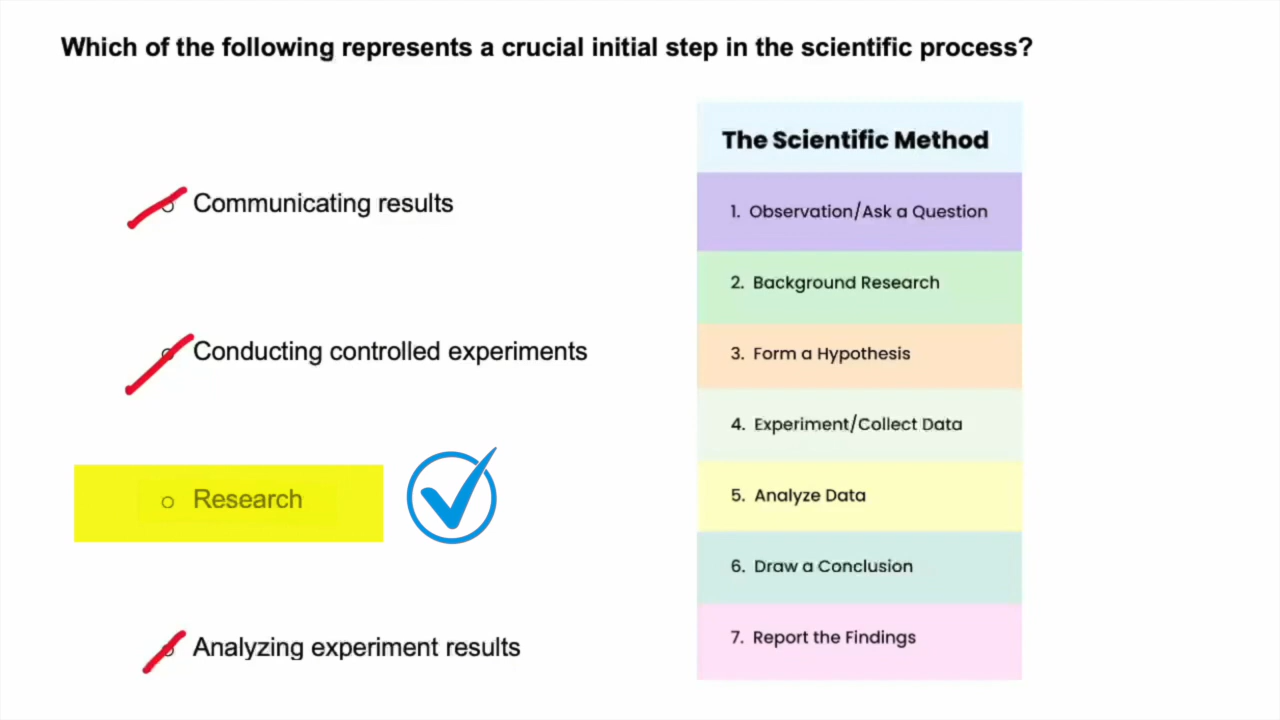 Which of the following represents a crucial initial step in the scientific process?
Communicating results
Conducting controlled experiments
Research
Analyzing experiment results
The Scientific Method
1. Observation/Ask a Question
2. Background Research
3. Form a Hypothesis
4. Experiment/Collect Data
5. Analyze Data
6. Draw a Conclusion
7. Report the Findings